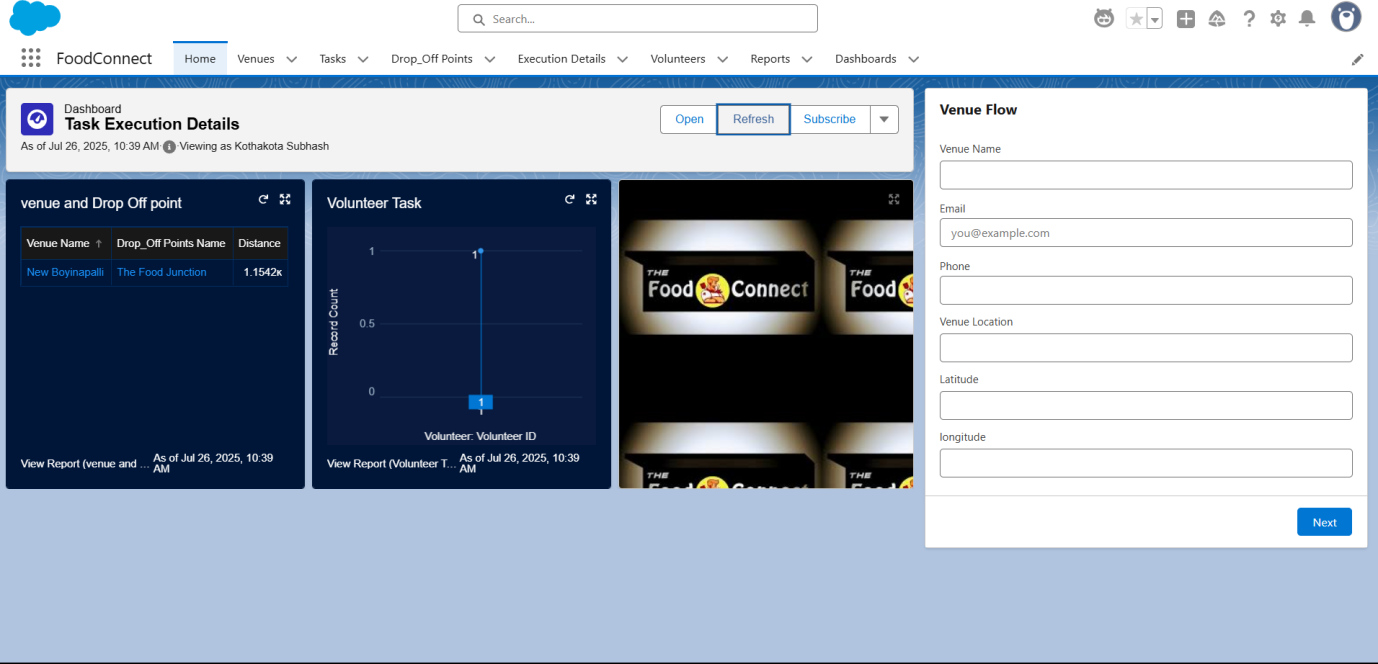 Search...
FoodConnect
Home
Venues
Tasks
Drop_Off Points
Execution Details
Volunteers
Reports
Dashboards
Dashboard
Task Execution Details
As of Jul 26, 2025, 10:39 AM
Viewing as Kothakota Subhash
Open
Refresh
Subscribe
venue and Drop Off point
Venue Name ↑ Drop_Off Points Name Distance
New Boyinapalli The Food Junction 1.1542K
View Report (venue and ...
As of Jul 26, 2025, 10:39
AM
Volunteer Task
Record Count
1
0.5
0
1
1
1
Volunteer: Volunteer ID
View Report (Volunteer T...
As of Jul 26, 2025, 10:39
AM
THE
Food Connect
THE
Food
THE
Food Connect
THE
Food
Venue Flow
Venue Name
Email
you@example.com
Phone
Venue Location
Latitude
longitude
Next